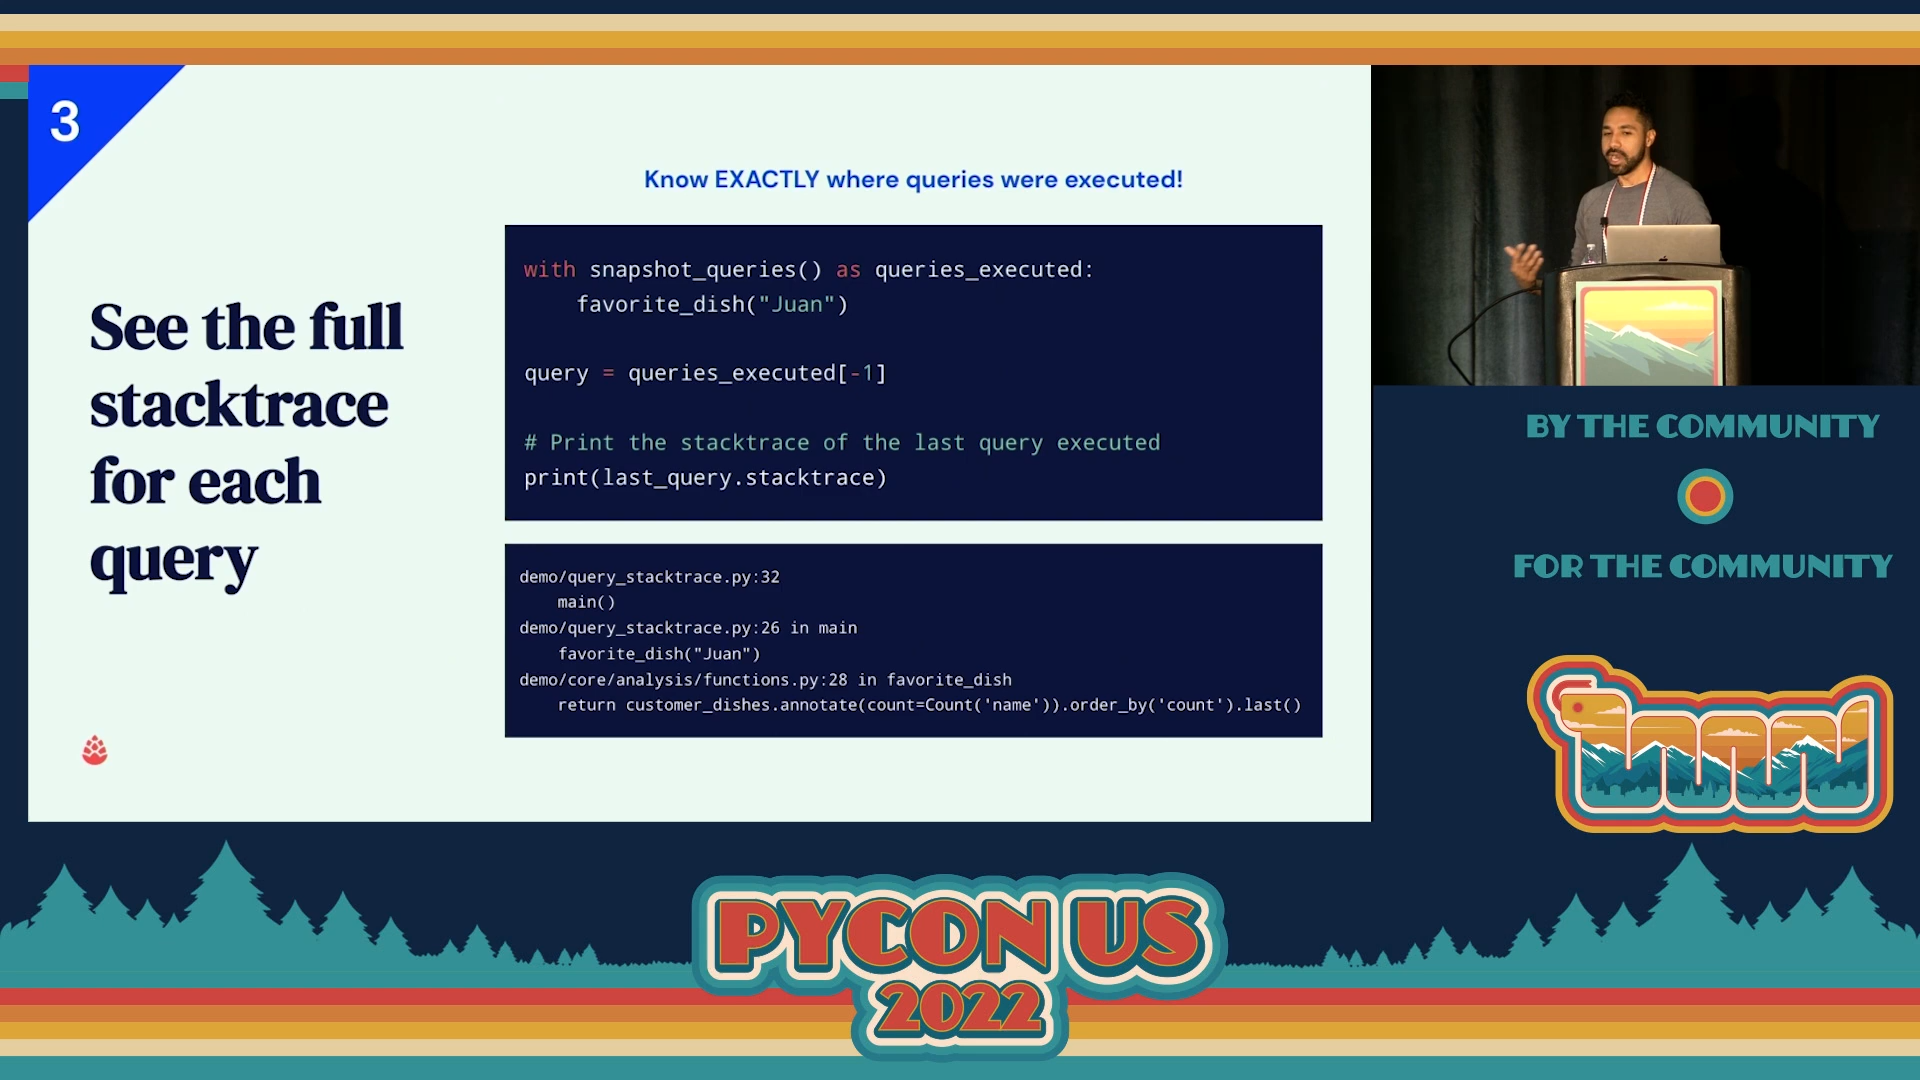 3
See the full
stacktrace
for each
query
Know EXACTLY where queries were executed!
with snapshot_queries() as queries_executed:
    favorite_dish("Juan")
query = queries_executed[-1]
# Print the stacktrace of the last query executed
print(last_query.stacktrace)
demo/query_stacktrace.py:32
    main()
demo/query_stacktrace.py:26 in main
    favorite_dish("Juan")
demo/core/analysis/functions.py:28 in favorite_dish
    return customer_dishes.annotate(count=Count('name')).order_by('count').last()
BY THE COMMUNITY
FOR THE COMMUNITY
PYCON US
2022